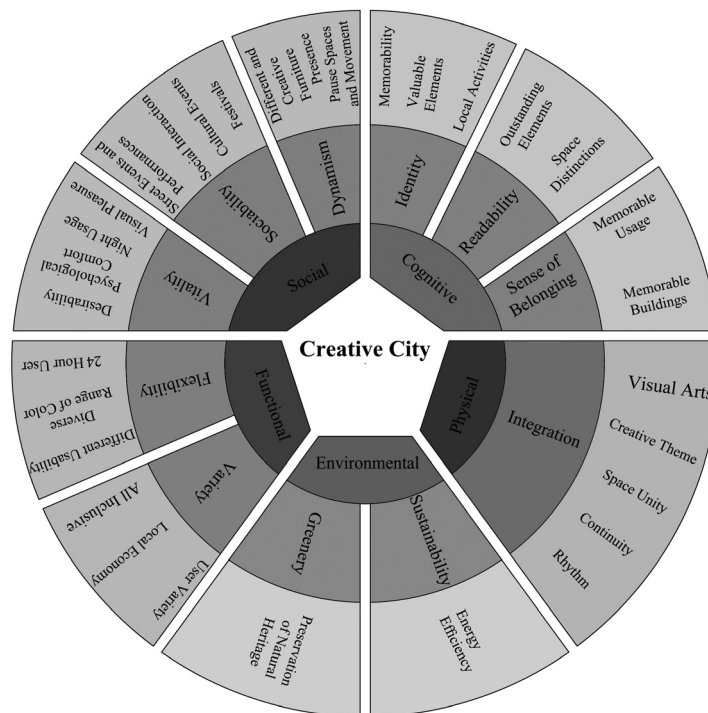 Creative City
Social
Dynamism
Different and
Creative
Furniture
Presence
Pause Spaces
and Movement
Sociability
Street Events and
Performances
Social Interaction
Cultural Events
Festivals
Vitality
Desirability
Psychological
Comfort
Night Usage
Visual Pleasure
Cognitive
Identity
Memorability
Valuable
Elements
Local Activities
Readability
Outstanding
Elements
Space
Distinctions
Sense of
Belonging
Memorable
Usage
Memorable
Buildings
Physical
Integration
Visual Arts
Creative Theme
Space Unity
Continuity
Rhythm
Environmental
Sustainability
Energy
Efficiency
Greenery
Preservation
of Natural
Heritage
Functional
Variety
User Variety
Local Economy
All Inclusive
Flexibility
Different Usability
Diverse
Range of Color
24 Hour User